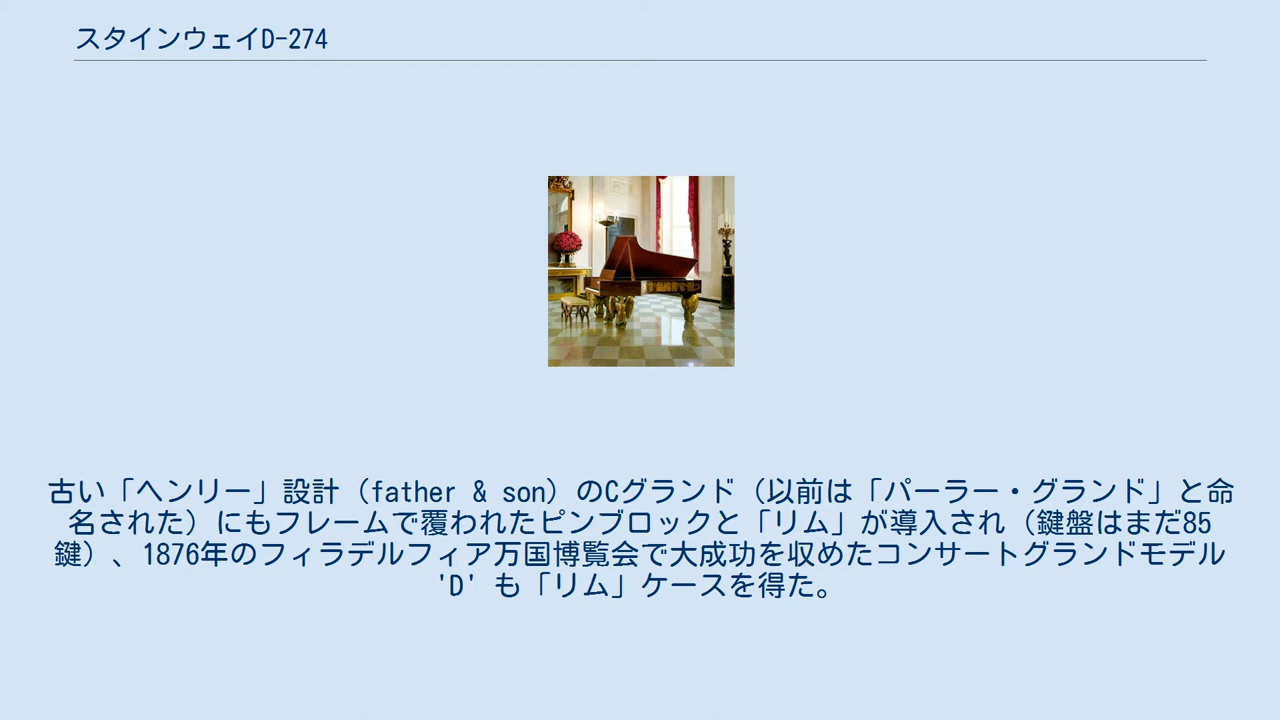 スタインウェイD-274
古い「ヘンリー」設計（father & son）のCグランド（以前は「パーラー・グランド」と命
名された）にもフレームで覆われたピンブロックと「リム」が導入され（鍵盤はまだ85
鍵）、1876年のフィラデルフィア万国博覧会で大成功を収めたコンサートグランドモデル
'D' も「リム」ケースを得た。